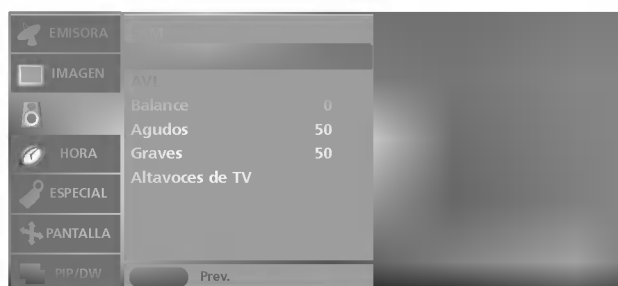 EMISORA
IMAGEN
HORA
ESPECIAL
PANTALLA
PIP/DW
AVL
Balance 0
Agudos 50
Graves 50
Altavoces de TV
Prev.